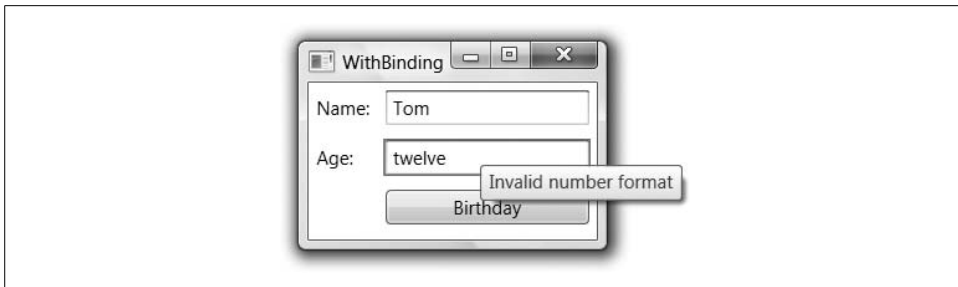 WithBinding
Name: Tom
Age: twelve
Invalid number format
Birthday